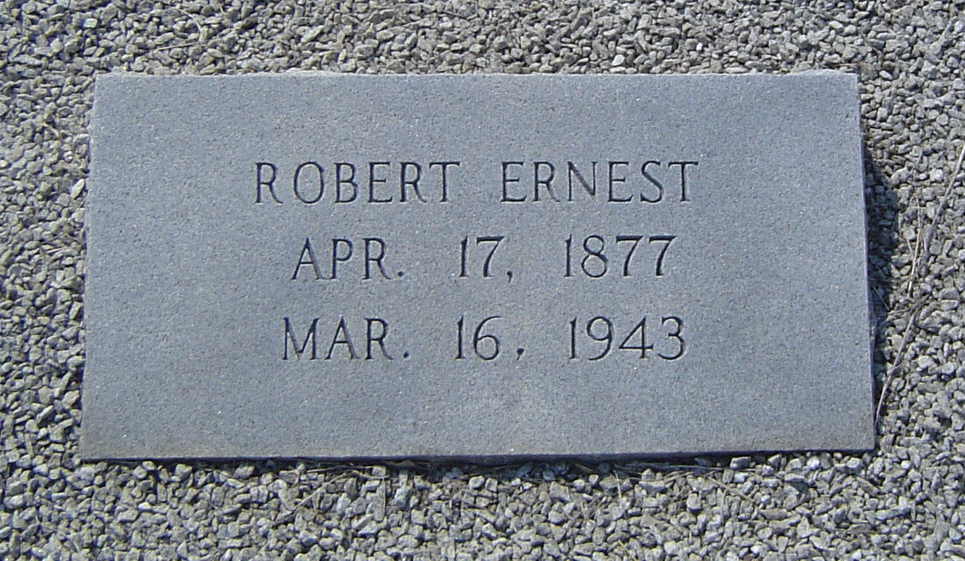 ROBERT ERNEST
APR. 17, 1877
MAR. 16, 1943